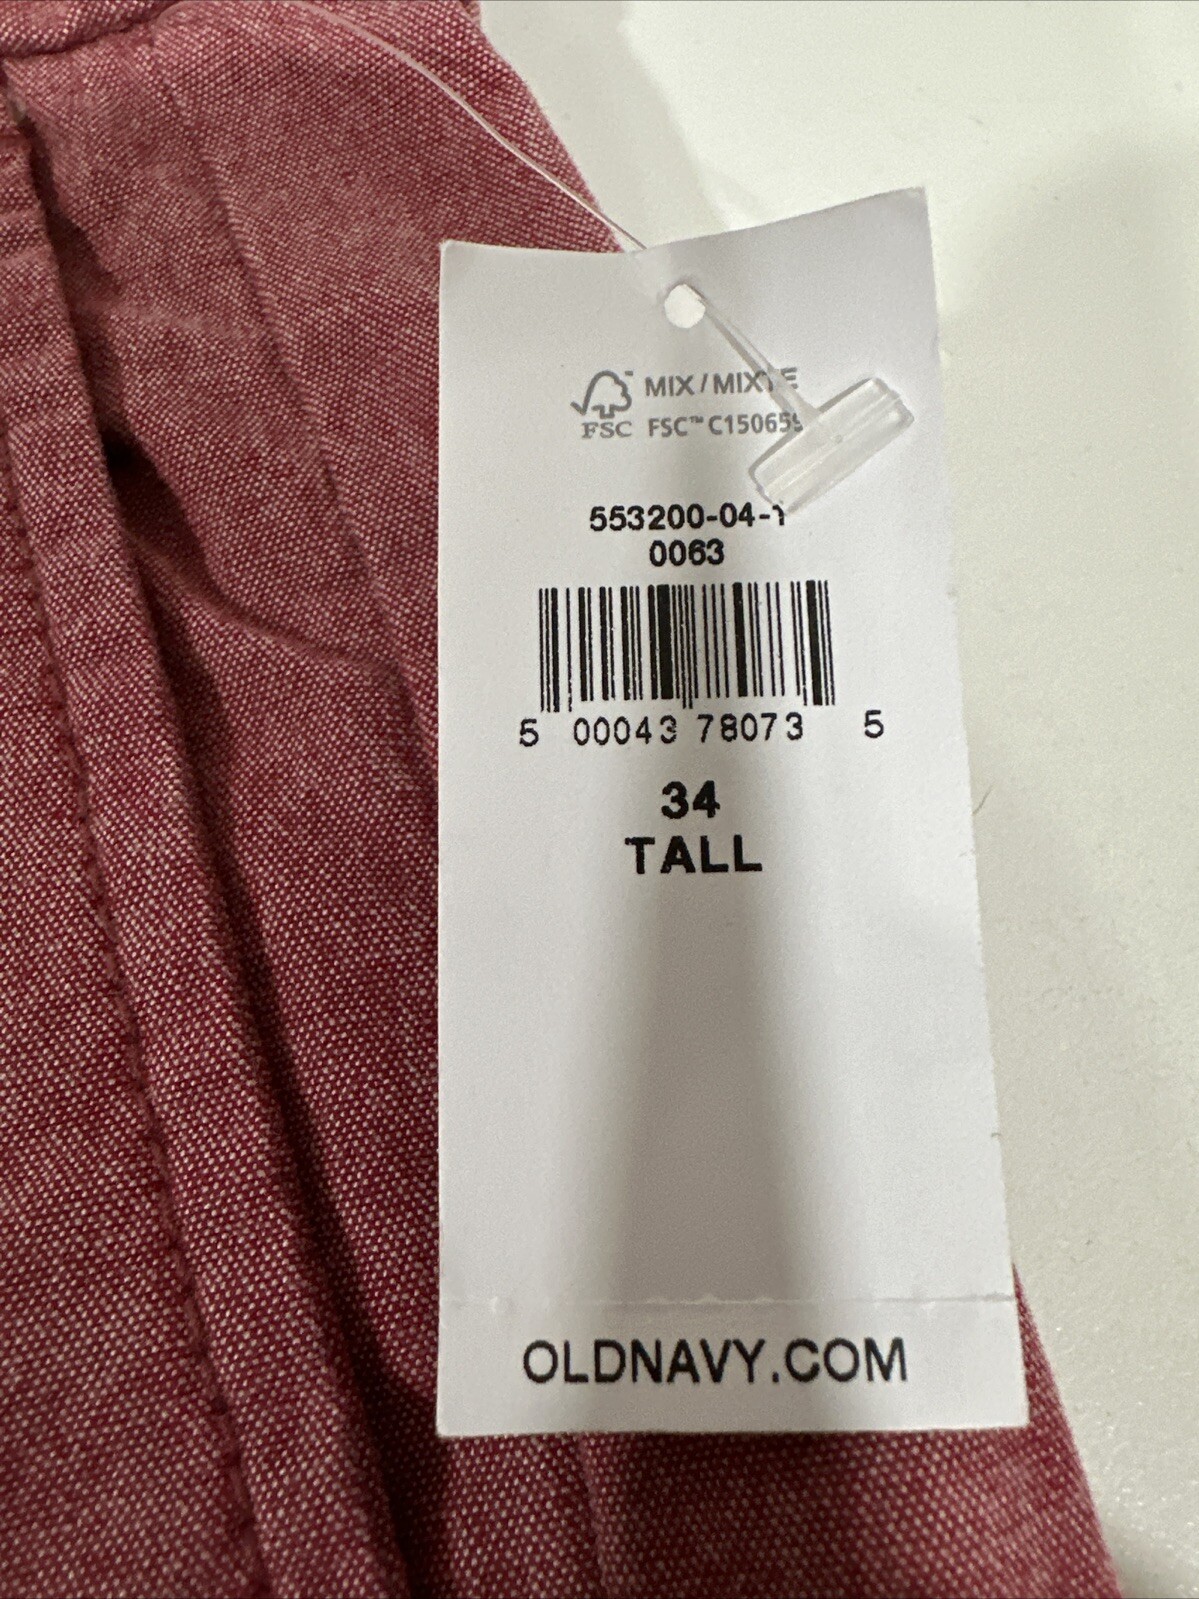 MIX / MIXTE
FSC
FSC™ C150659
553200-04-1
0063
5 00043 78073 5
34
TALL
OLDNAVY.COM